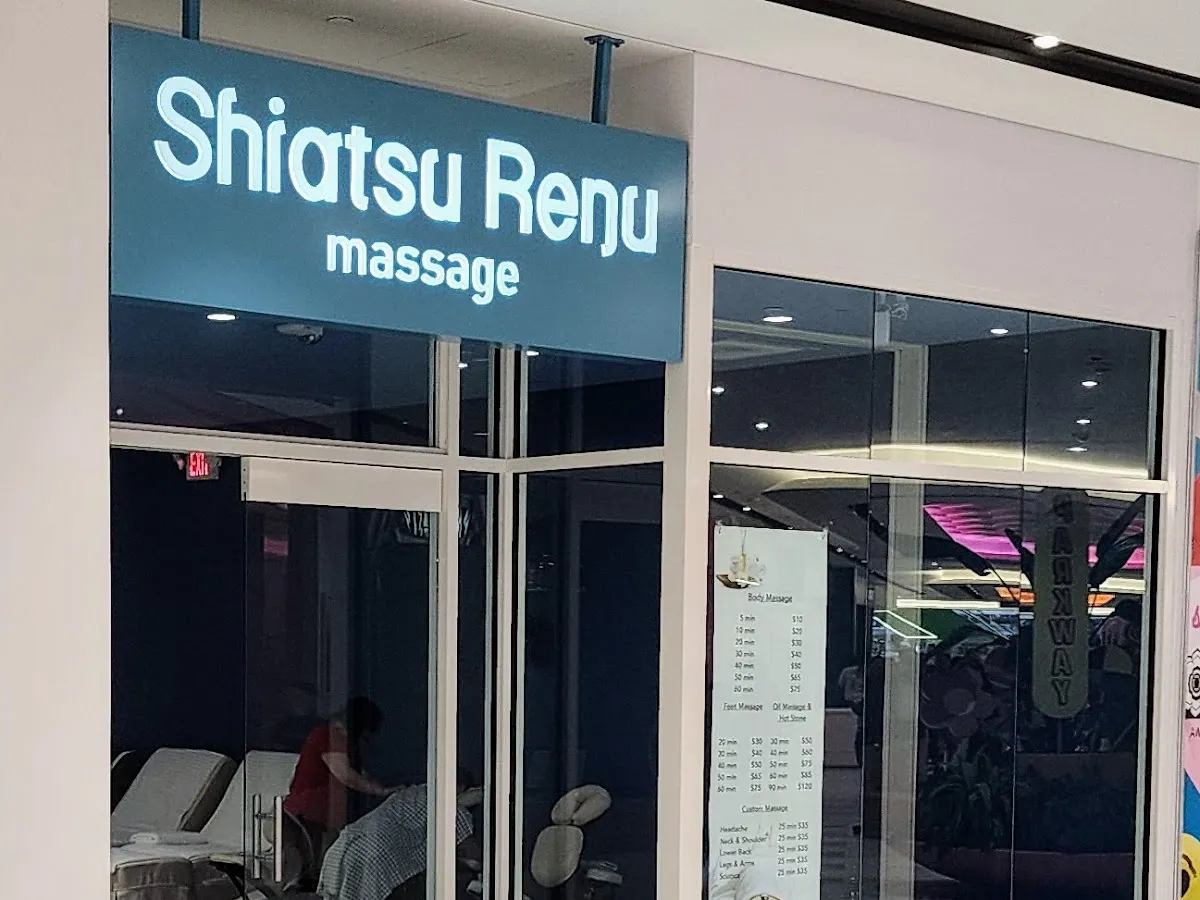 Shiatsu Renu
massage
EXIT
Body Massage
5 min $10
10 min $20
20 min $30
30 min $40
40 min $50
50 min $65
60 min $75
Foot Massage
Oil Massage &
Hot Stone
20 min $30 30 min $50
30 min $40 40 min $60
40 min $50 50 min $75
50 min $65 60 min $85
60 min $75 90 min $120
Custom Massage
Headache 25 min $35
Neck & Shoulder 25 min $35
Lower Back 25 min $35
Legs & Arms 25 min $35
Sciatica 25 min $35
PARKWAY